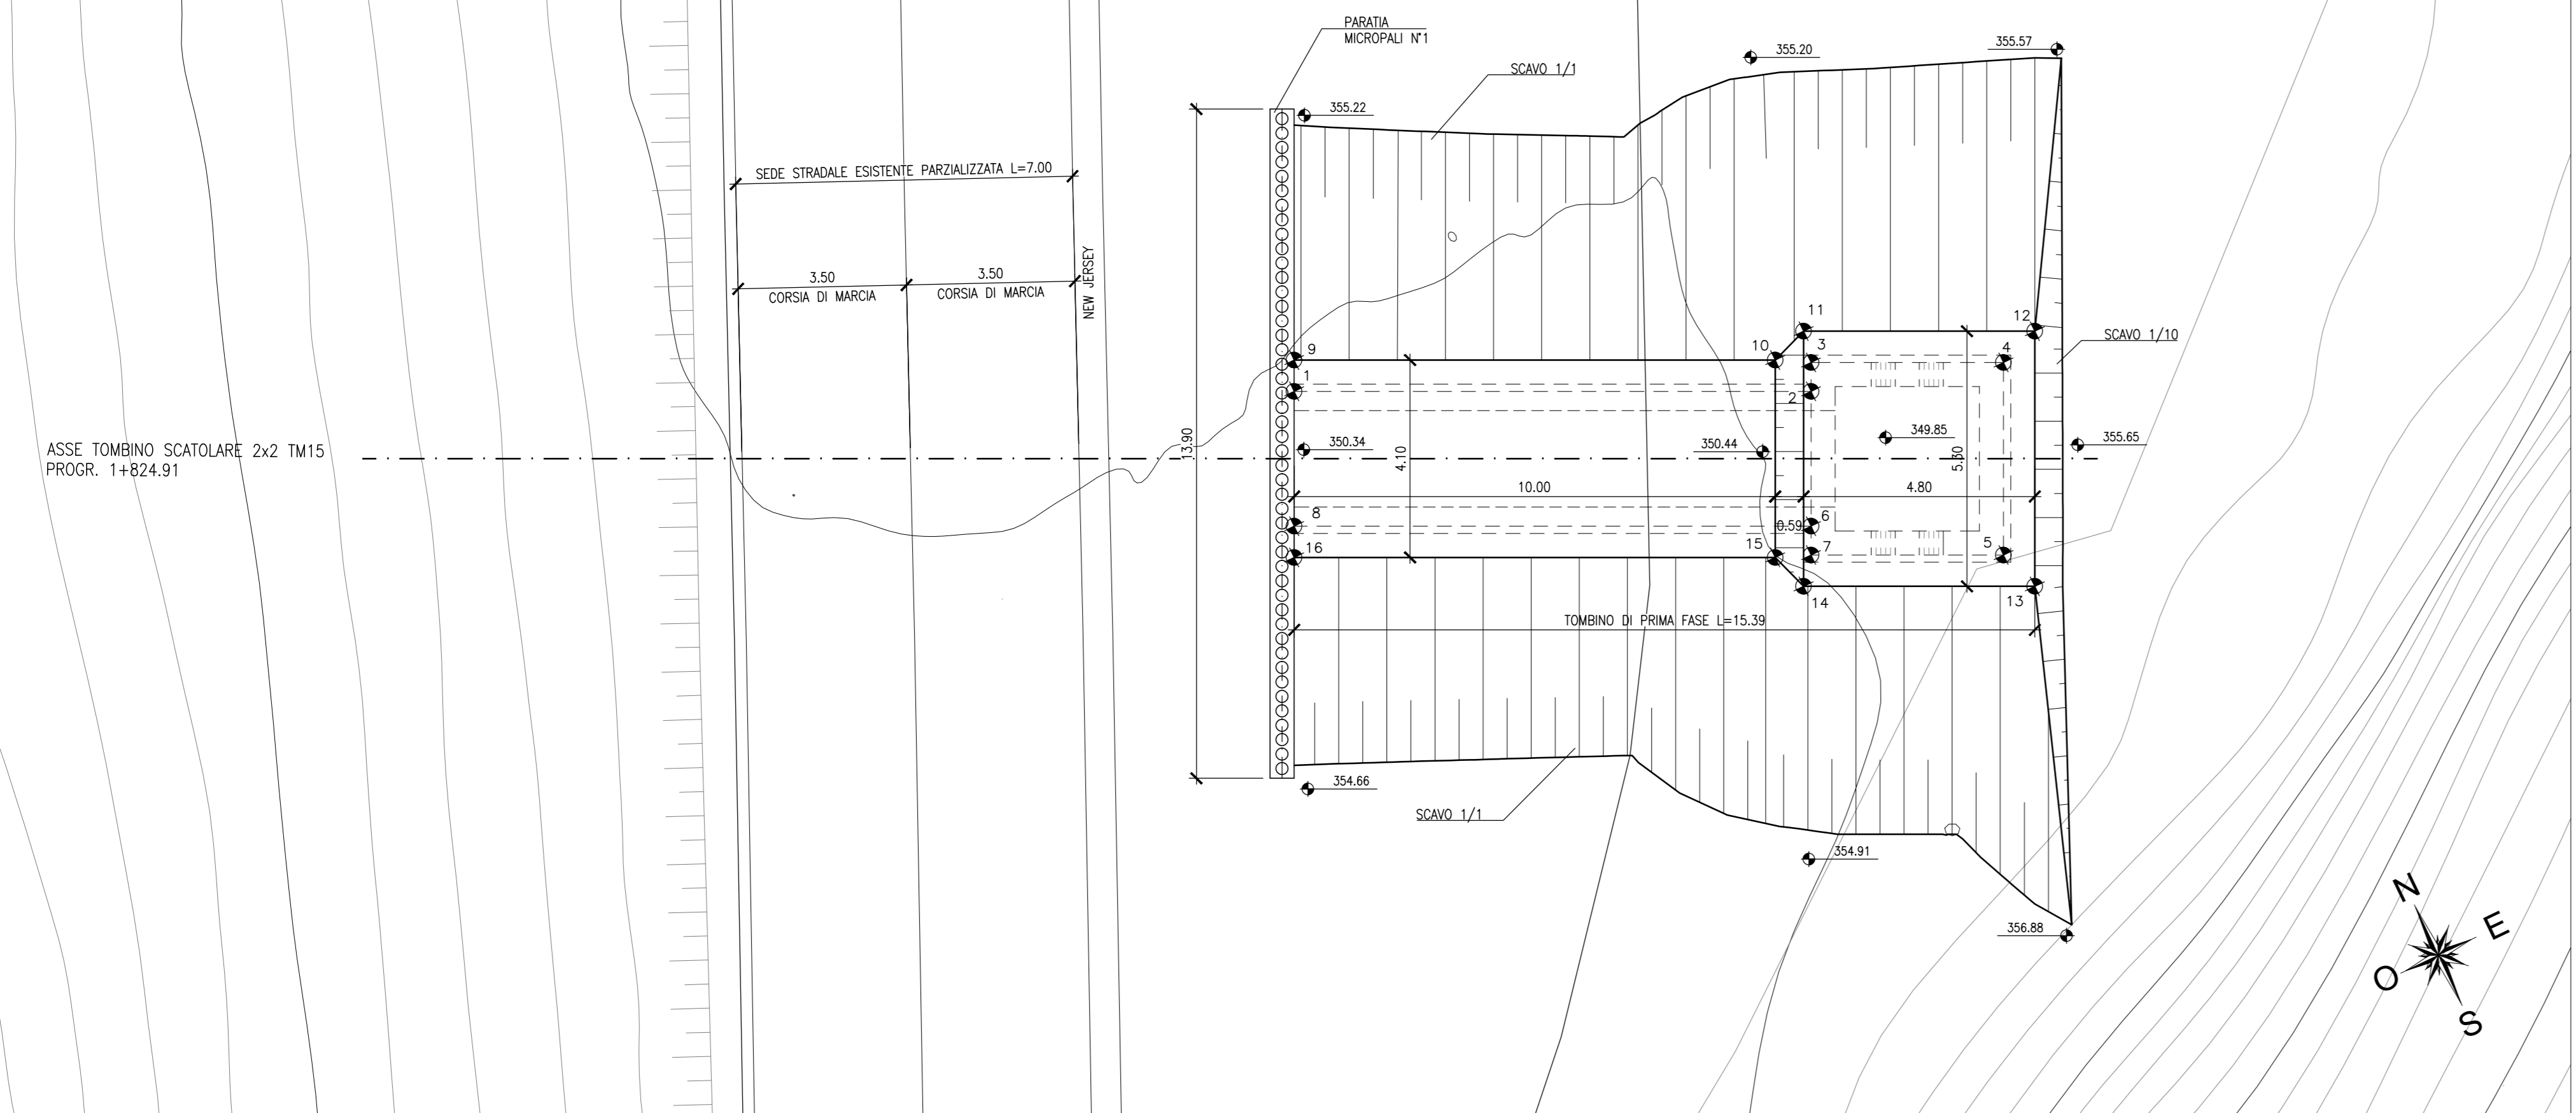 PARATIA
MICROPALI N°1
SCAVO 1/1
355.20
355.57
355.22
SEDE STRADALE ESISTENTE PARZIALIZZATA L=7.00
3.50
CORSIA DI MARCIA
3.50
CORSIA DI MARCIA
NEW JERSEY
11
12
SCAVO 1/10
9
10
3
4
1
2
13.90
ASSE TOMBINO SCATOLARE 2x2 TM15
PROGR. 1+824.91
350.34
4.10
350.44
349.85
5.30
355.65
10.00
4.80
8
0.59
6
16
15
7
5
14
13
TOMBINO DI PRIMA FASE L=15.39
354.66
SCAVO 1/1
354.91
356.88
N
E
O
S